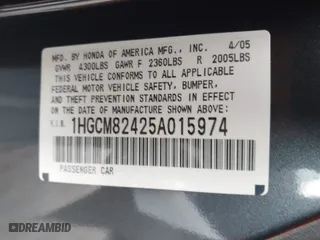 MFD. BY HONDA OF AMERICA MFG., INC. 4/05
GVWR 4300LBS GAWR F 2360LBS R 2005LBS
THIS VEHICLE CONFORMS TO ALL APPLICABLE
FEDERAL MOTOR VEHICLE SAFETY, BUMPER,
AND THEFT PREVENTION STANDARDS IN EFFECT ON
THE DATE OF MANUFACTURE SHOWN ABOVE.
V.I.N. 1HGCM82425A015974
PASSENGER CAR
DREAMBID